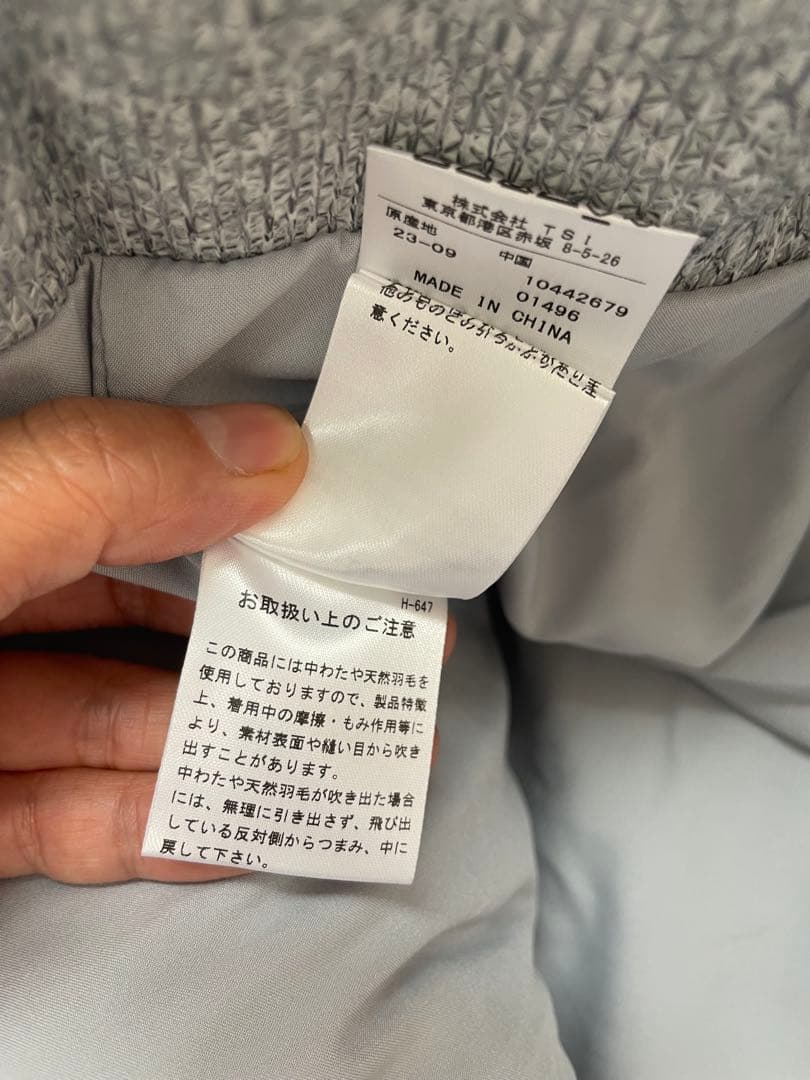 株式会社 TSI
東京都港区赤坂 8-5-26
原産地 中国
23-09 10442679
01496
MADE IN CHINA
意ください。
H-647
お取扱い上のご注意
この商品には中わたや天然羽毛を
使用しておりますので、製品特徴
上、着用中の摩擦・もみ作用等に
より、素材表面や縫い目から吹き
出すことがあります。
中わたや天然羽毛が吹き出た場合
には、無理に引き出さず、飛び出
している反対側からつまみ、中に
戻して下さい。